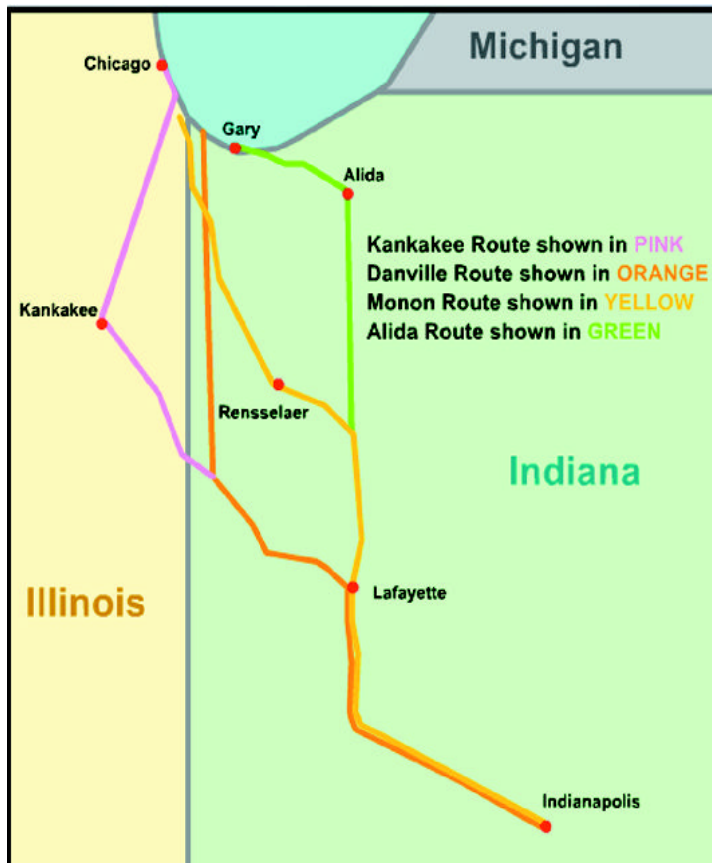 Michigan
Chicago
Gary
Alida
Kankakee Route shown in PINK
Danville Route shown in ORANGE
Monon Route shown in YELLOW
Alida Route shown in GREEN
Kankakee
Rensselaer
Indiana
Illinois
Lafayette
Indianapolis